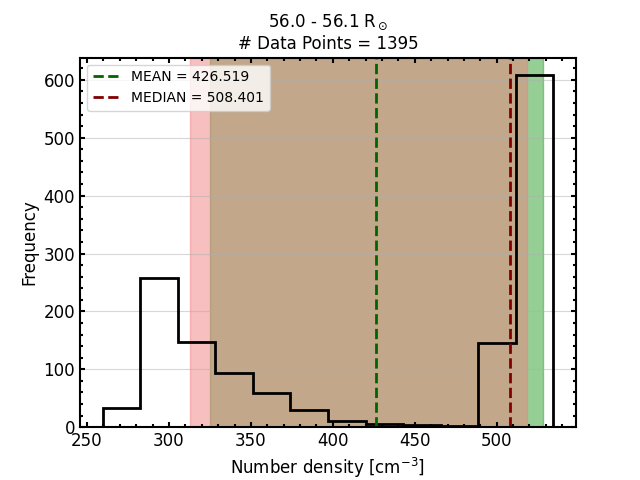 56.0 - 56.1 R⊙
# Data Points = 1395
MEAN = 426.519
MEDIAN = 508.401
Frequency
600
500
400
300
200
100
0
250 300 350 400 450 500
Number density [cm⁻³]